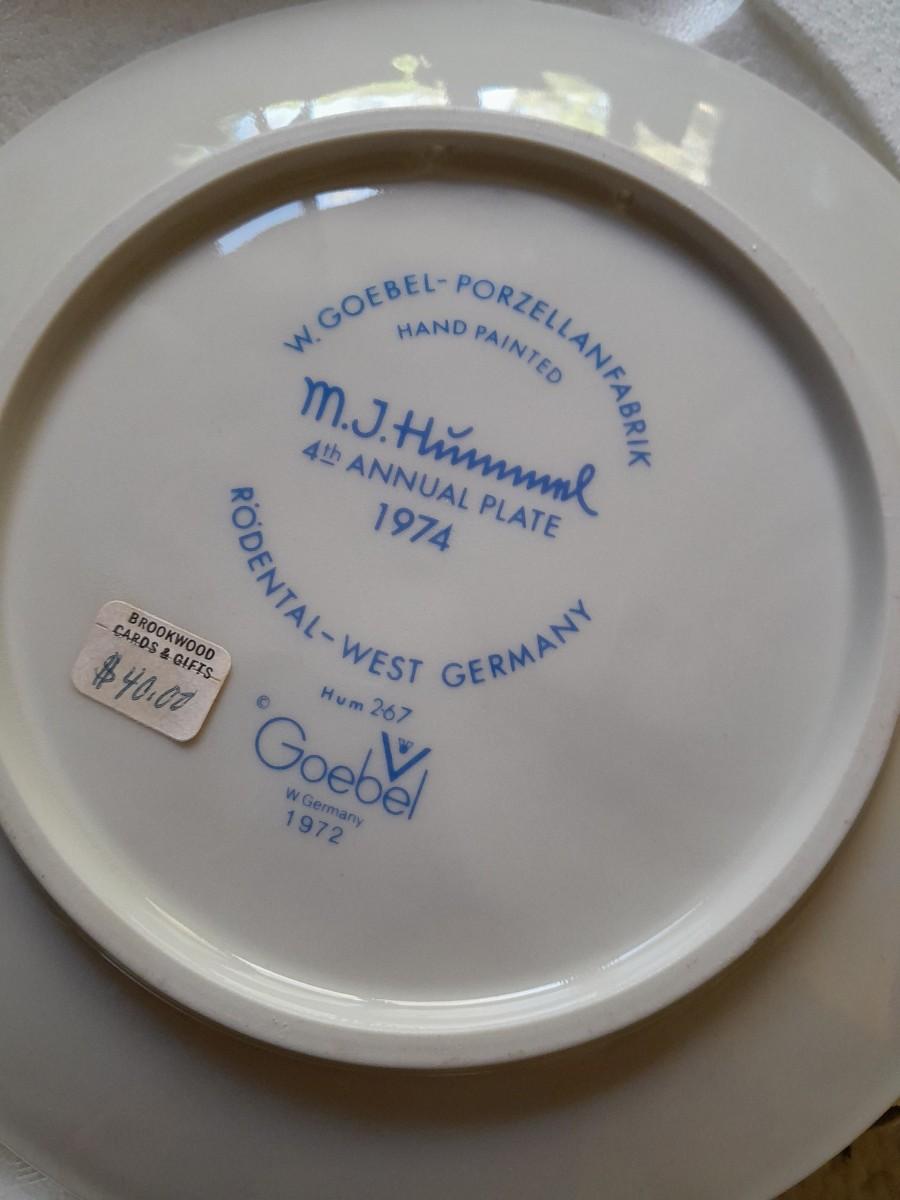 W. GOEBEL-PORZELLANFABRIK
HAND PAINTED
M.J.Hummel
4th ANNUAL PLATE
1974
RÖDENTAL-WEST GERMANY
BROOKWOOD
CARDS & GIFTS
$40.00
Hum 267
© Goebel
W Germany
1972